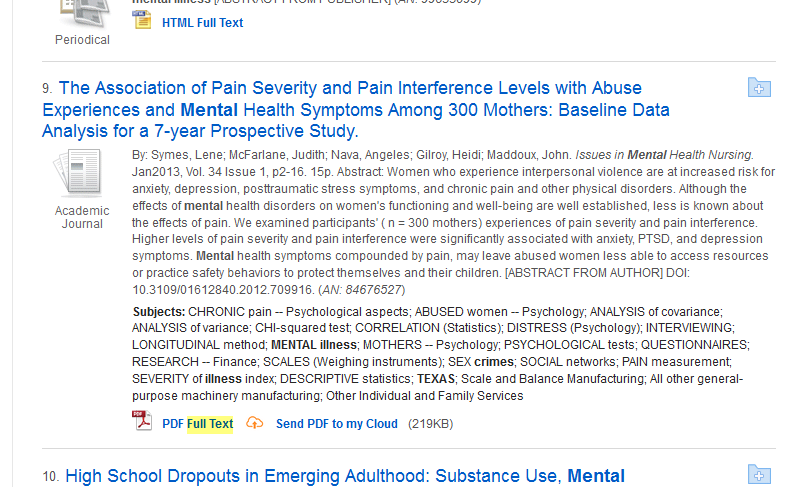 mental illness [ABSTRACT FROM PUBLISHER] (AN: 99055099)
HTML Full Text
Periodical
9. The Association of Pain Severity and Pain Interference Levels with Abuse
Experiences and Mental Health Symptoms Among 300 Mothers: Baseline Data
Analysis for a 7-year Prospective Study.
By: Symes, Lene; McFarlane, Judith; Nava, Angeles; Gilroy, Heidi; Maddoux, John. Issues in Mental Health Nursing.
Jan2013, Vol. 34 Issue 1, p2-16. 15p. Abstract: Women who experience interpersonal violence are at increased risk for
anxiety, depression, posttraumatic stress symptoms, and chronic pain and other physical disorders. Although the
effects of mental health disorders on women's functioning and well-being are well established, less is known about
the effects of pain. We examined participants' ( n = 300 mothers) experiences of pain severity and pain interference.
Higher levels of pain severity and pain interference were significantly associated with anxiety, PTSD, and depression
symptoms. Mental health symptoms compounded by pain, may leave abused women less able to access resources
or practice safety behaviors to protect themselves and their children. [ABSTRACT FROM AUTHOR] DOI:
10.3109/01612840.2012.709916. (AN: 84676527)
Academic
Journal
Subjects: CHRONIC pain -- Psychological aspects; ABUSED women -- Psychology; ANALYSIS of covariance;
ANALYSIS of variance; CHI-squared test; CORRELATION (Statistics); DISTRESS (Psychology); INTERVIEWING;
LONGITUDINAL method; MENTAL illness; MOTHERS -- Psychology; PSYCHOLOGICAL tests; QUESTIONNAIRES;
RESEARCH -- Finance; SCALES (Weighing instruments); SEX crimes; SOCIAL networks; PAIN measurement;
SEVERITY of illness index; DESCRIPTIVE statistics; TEXAS; Scale and Balance Manufacturing; All other general-
purpose machinery manufacturing; Other Individual and Family Services
PDF Full Text Send PDF to my Cloud (219KB)
10. High School Dropouts in Emerging Adulthood: Substance Use, Mental